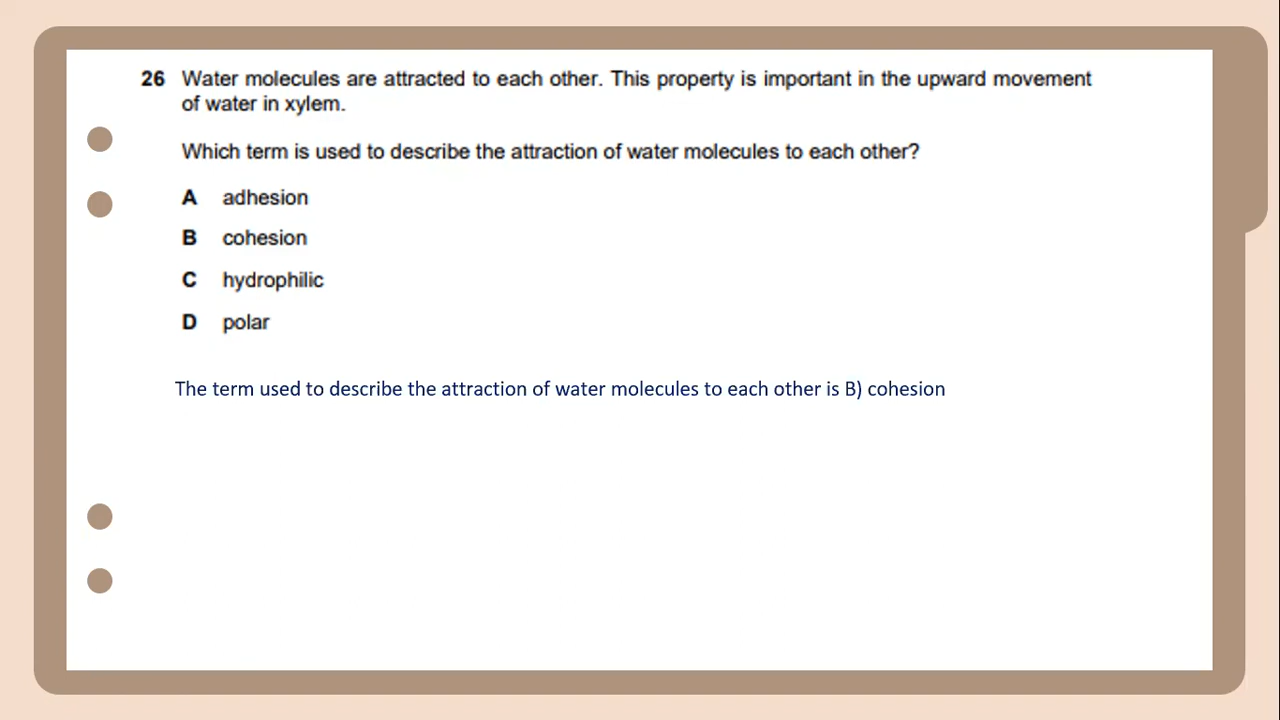 26 Water molecules are attracted to each other. This property is important in the upward movement
of water in xylem.
Which term is used to describe the attraction of water molecules to each other?
A adhesion
B cohesion
C hydrophilic
D polar
The term used to describe the attraction of water molecules to each other is B) cohesion